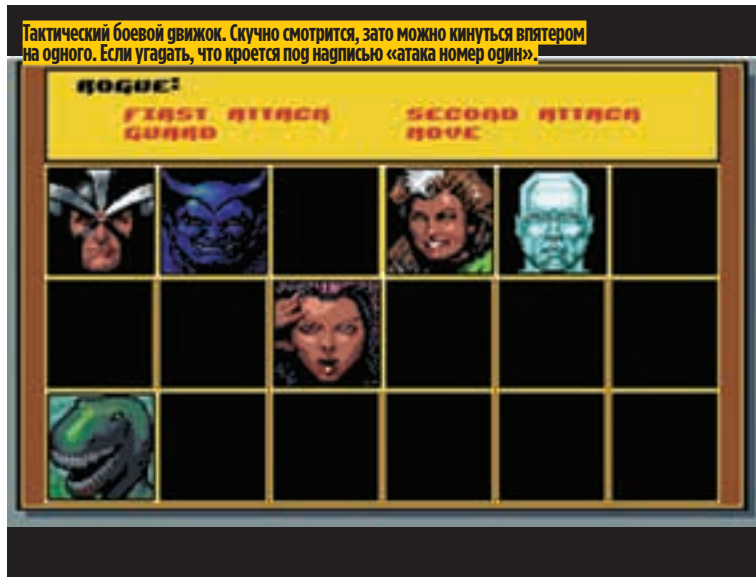 Тактический боевой движок. Скучно смотрится, зато можно кинуться впятером
на одного. Если угадать, что кроется под надписью «атака номер один».
ROGUE:
FIRST ATTACK SECOND ATTACK
GUARD MOVE